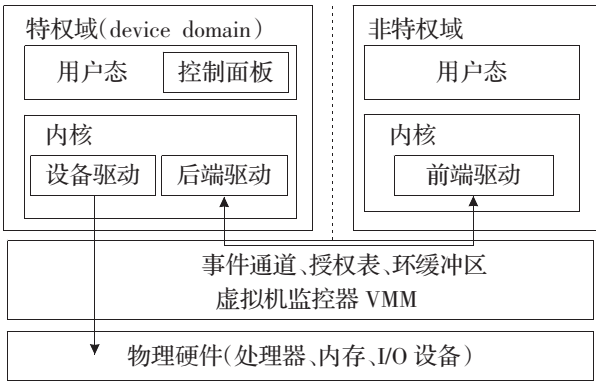 特权域(device domain)
用户态
控制面板
内核
设备驱动
后端驱动
非特权域
用户态
内核
前端驱动
事件通道、授权表、环缓冲区
虚拟机监控器 VMM
物理硬件(处理器、内存、I/O 设备)